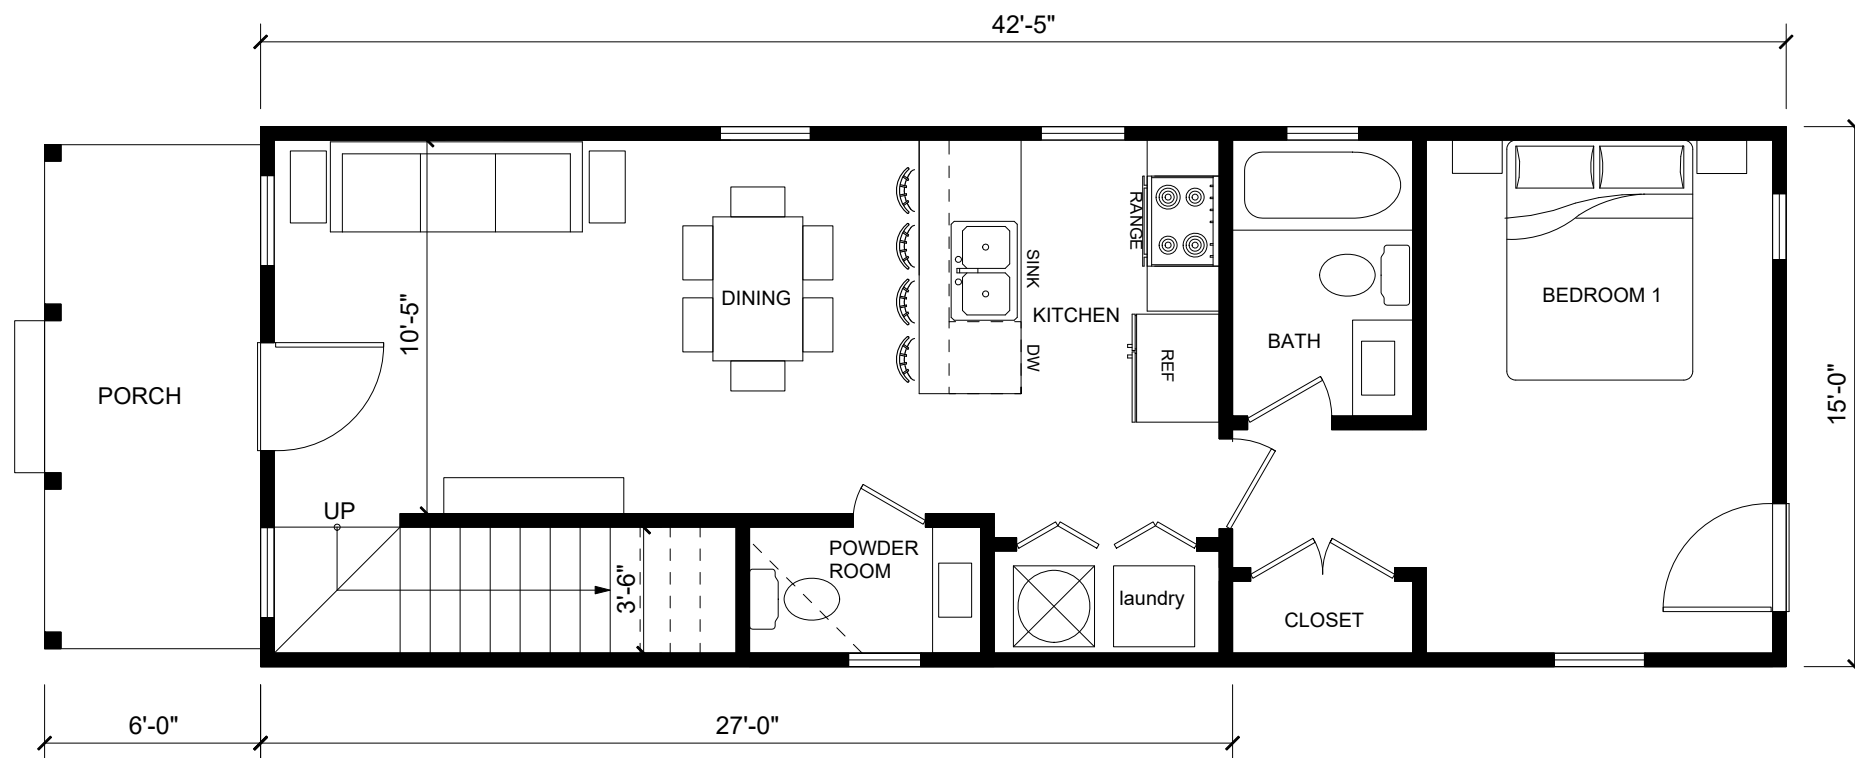 42'-5"
RANGE
SINK
DINING
KITCHEN
BEDROOM 1
10'-5"
BATH
DW
REF
PORCH
15'-0"
UP
POWDER
ROOM
3'-6"
laundry
CLOSET
6'-0"
27'-0"